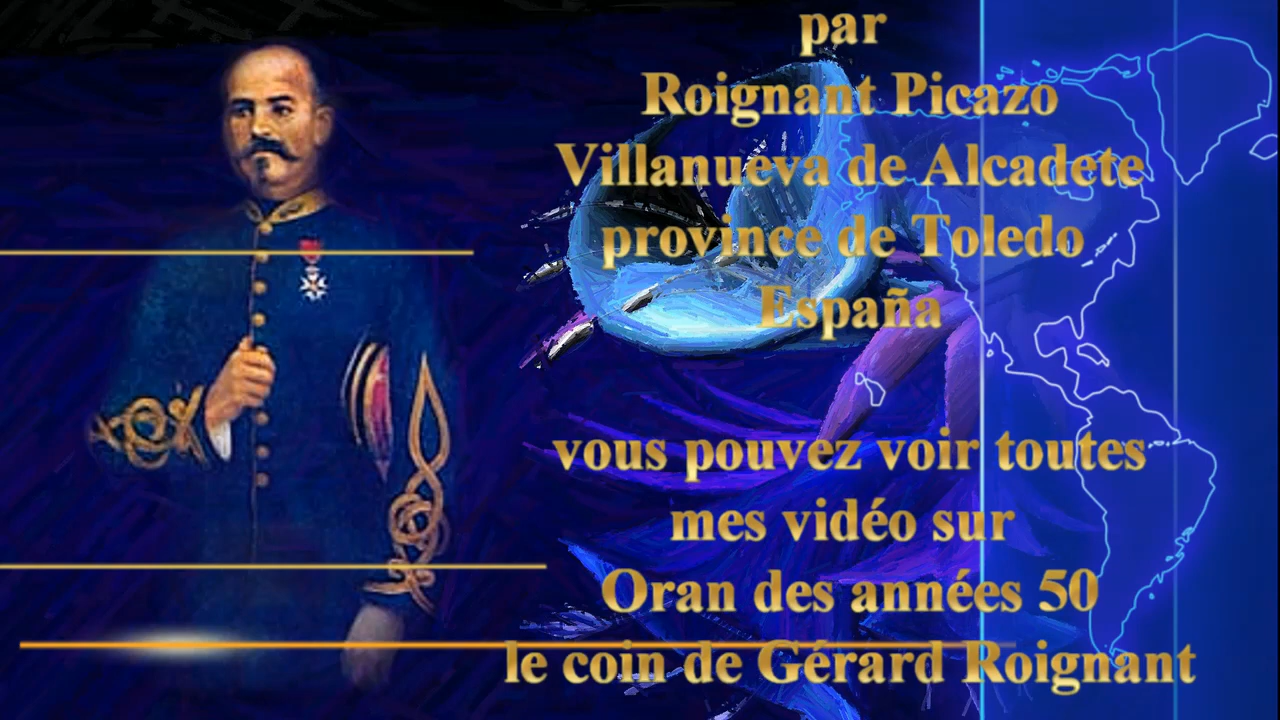 par
Roignant Picazo
Villanueva de Alcadete
province de Toledo
España
vous pouvez voir toutes
mes vidéo sur
Oran des années 50
le coin de Gérard Roignant